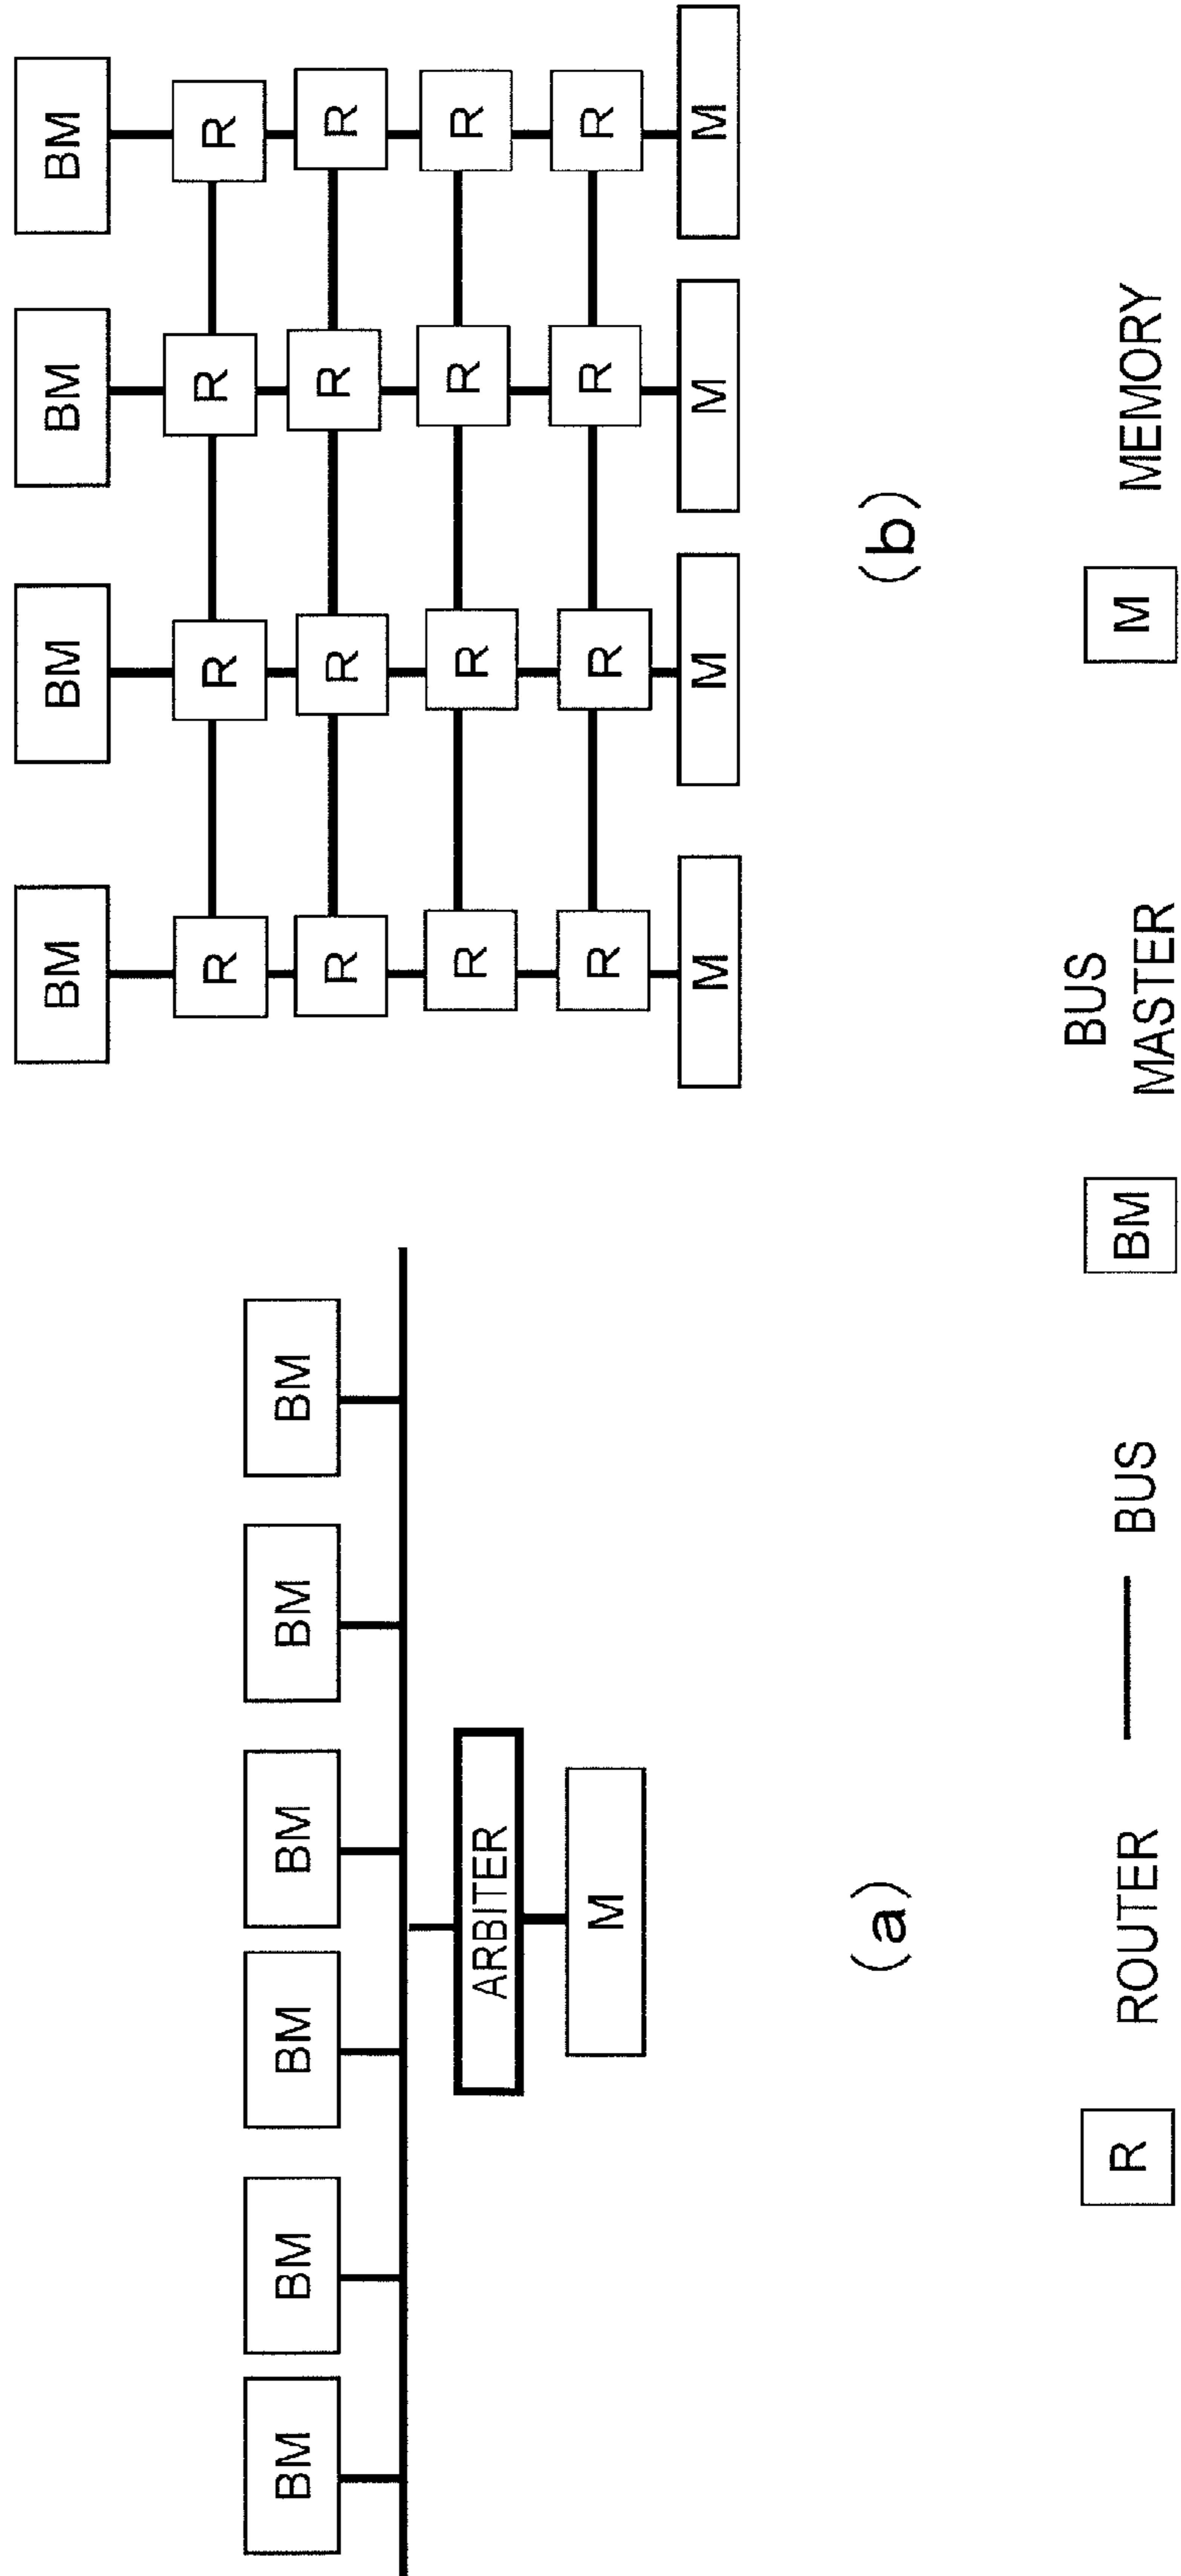 BM BM BM BM BM BM
ARBITER
M
(a)
BM BM BM BM
R R R R
R R R R
R R R R
R R R R
M M M M
(b)
R ROUTER
BUS
BM BUS
MASTER
M MEMORY